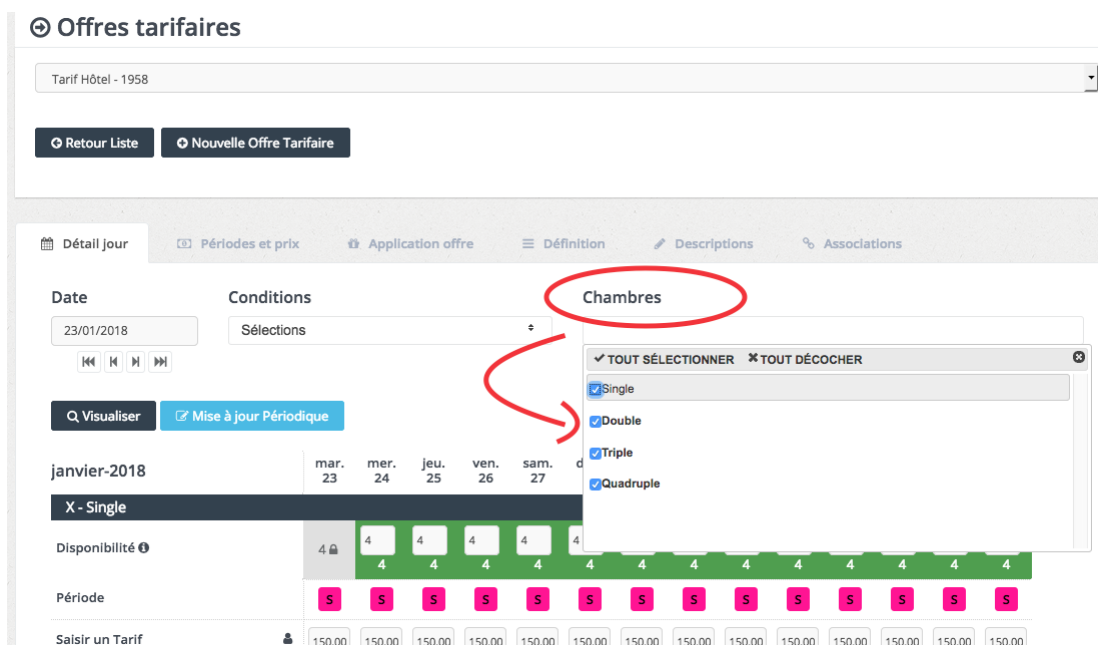 Offres tarifaires
Tarif Hôtel - 1958
Retour Liste Nouvelle Offre Tarifaire
Détail jour Périodes et prix Application offre Définition Descriptions Associations
Date Conditions Chambres
23/01/2018 Sélections
TOUT SÉLECTIONNER TOUT DÉCOCHER
Single
Double
Triple
Quadruple
Visualiser Mise à jour Périodique
janvier-2018 mar. 23 mer. 24 jeu. 25 ven. 26 sam. 27 d
X - Single
Disponibilité 4 4 4 4 4 4
4 4 4 4 4 4 4 4 4 4 4 4 4
Période S S S S S S S S S S S S S S
Saisir un Tarif 150.00 150.00 150.00 150.00 150.00 150.00 150.00 150.00 150.00 150.00 150.00 150.00 150.00 150.00